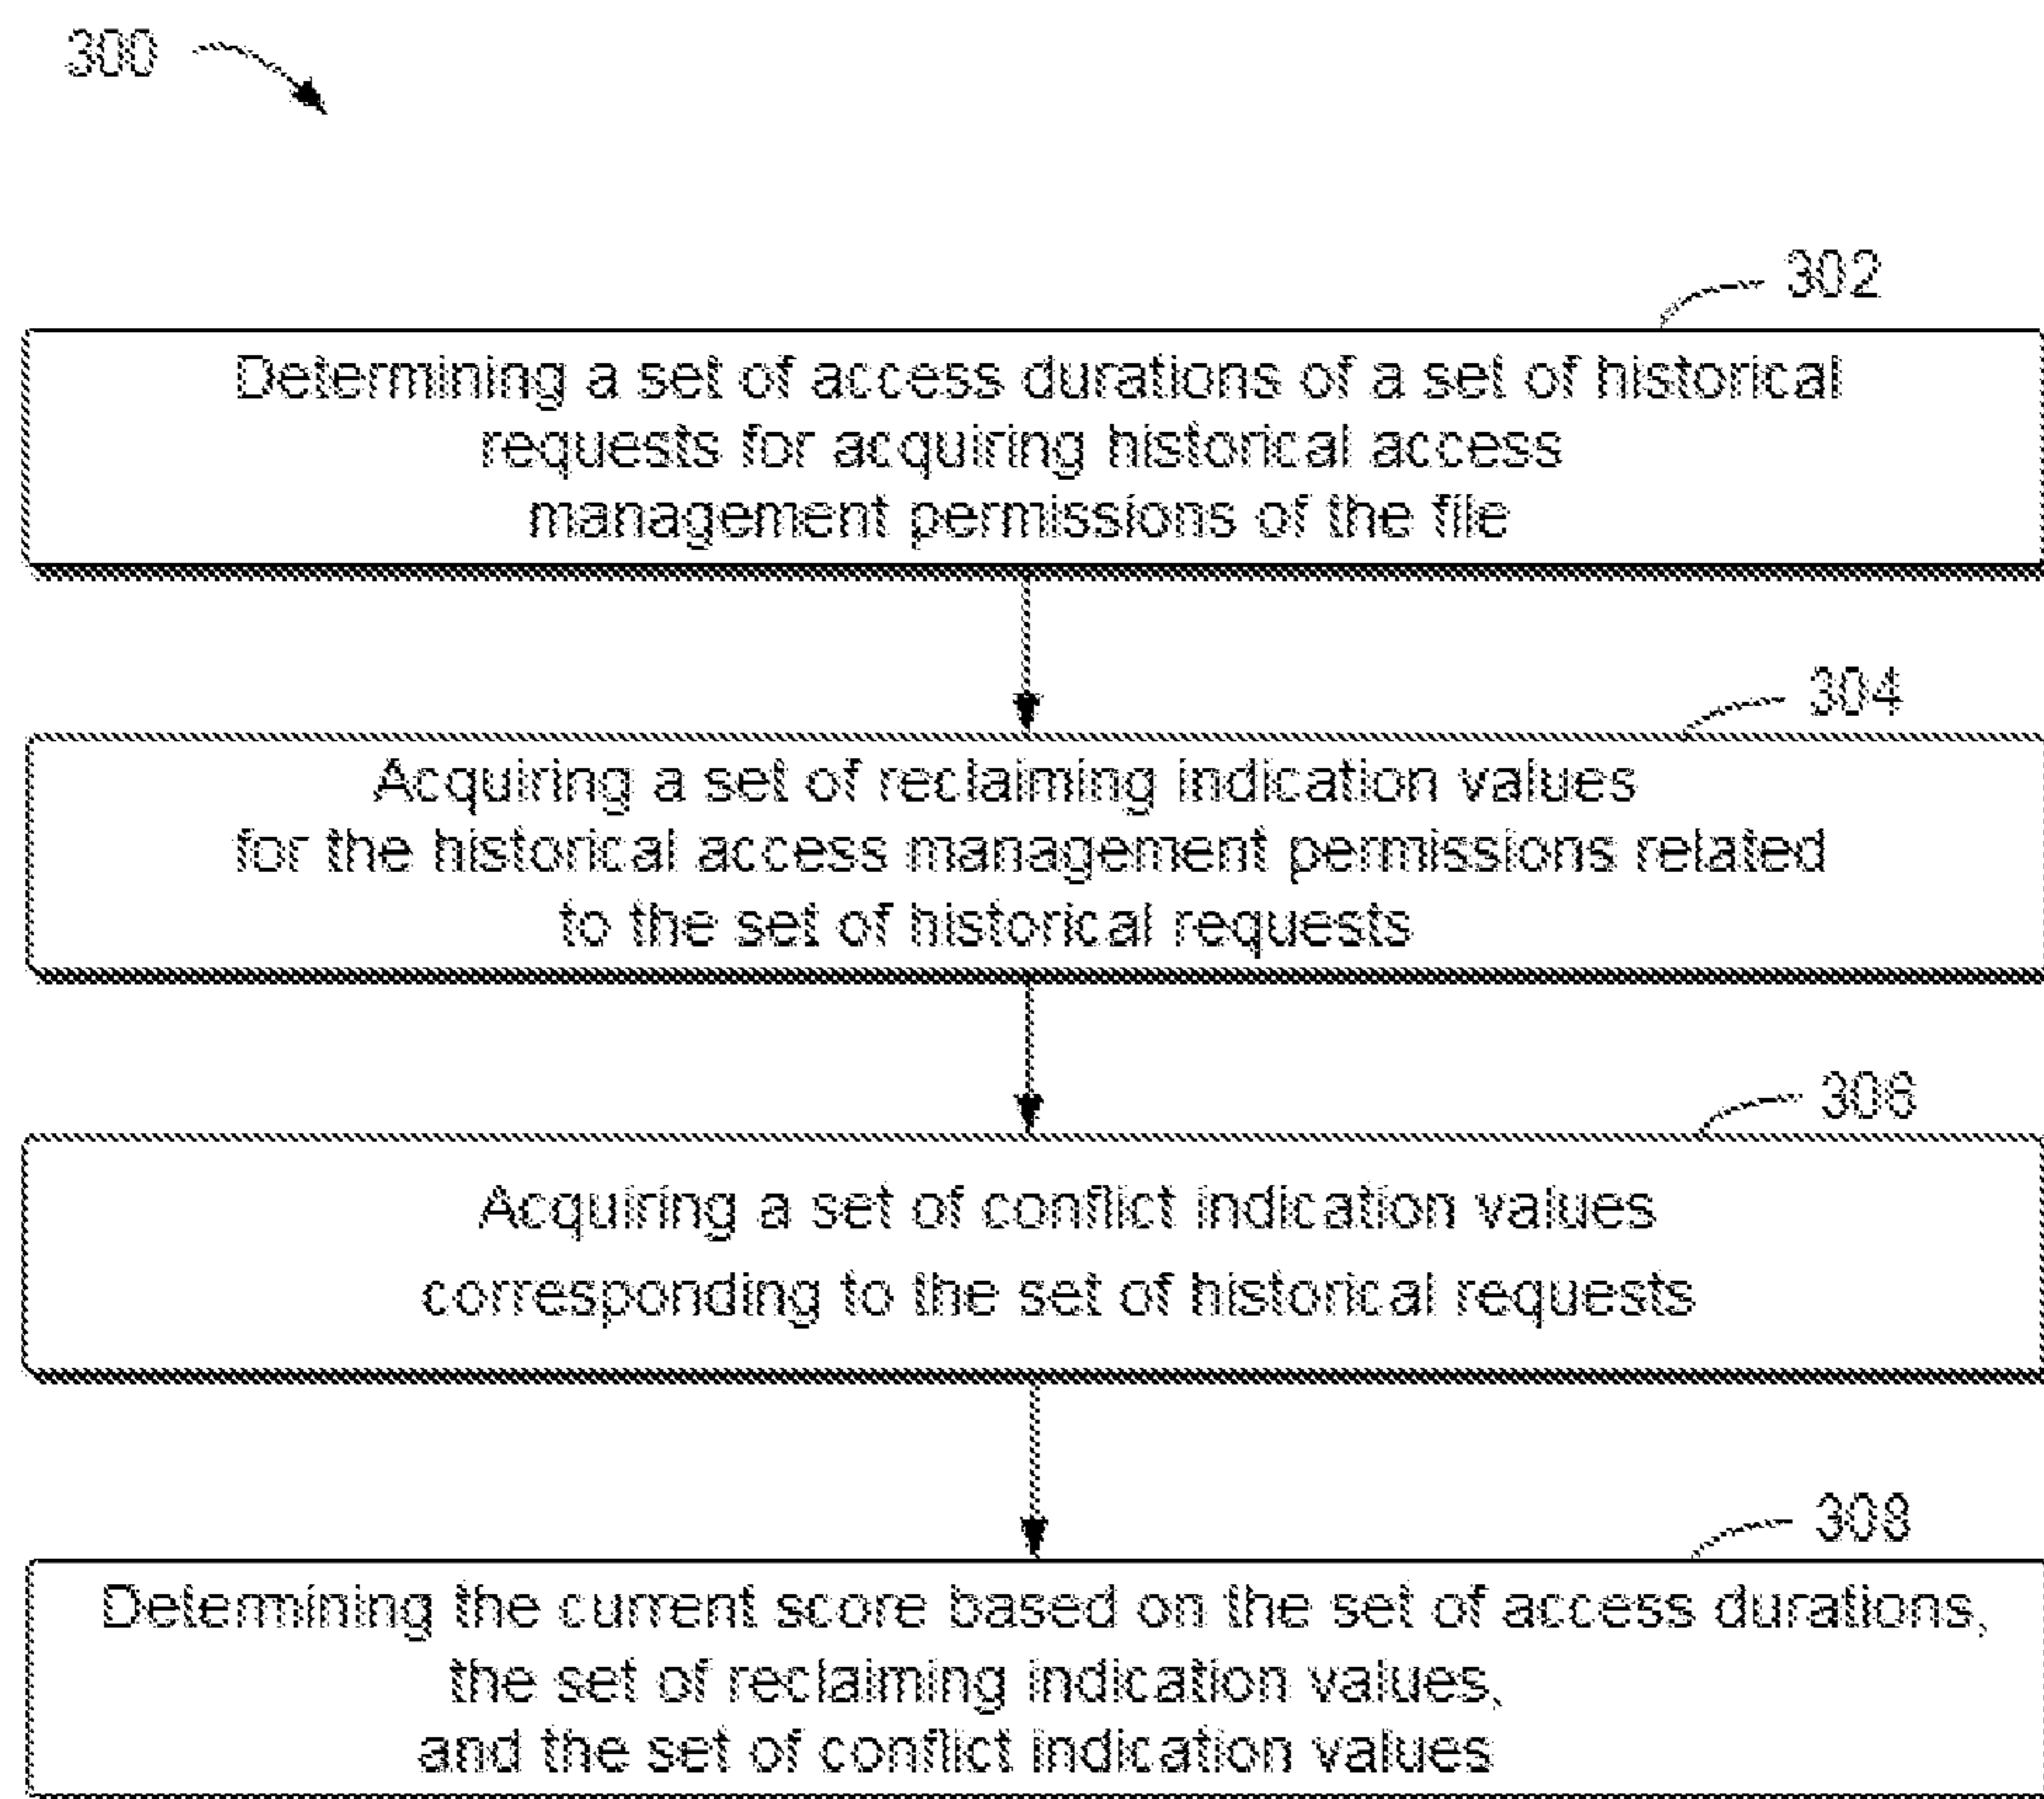 300
302
Determining a set of access durations of a set of historical
requests for acquiring historical access
management permissions of the file
304
Acquiring a set of reclaiming indication values
for the historical access management permissions related
to the set of historical requests
306
Acquiring a set of conflict indication values
corresponding to the set of historical requests
308
Determining the current score based on the set of access durations,
the set of reclaiming indication values,
and the set of conflict indication values